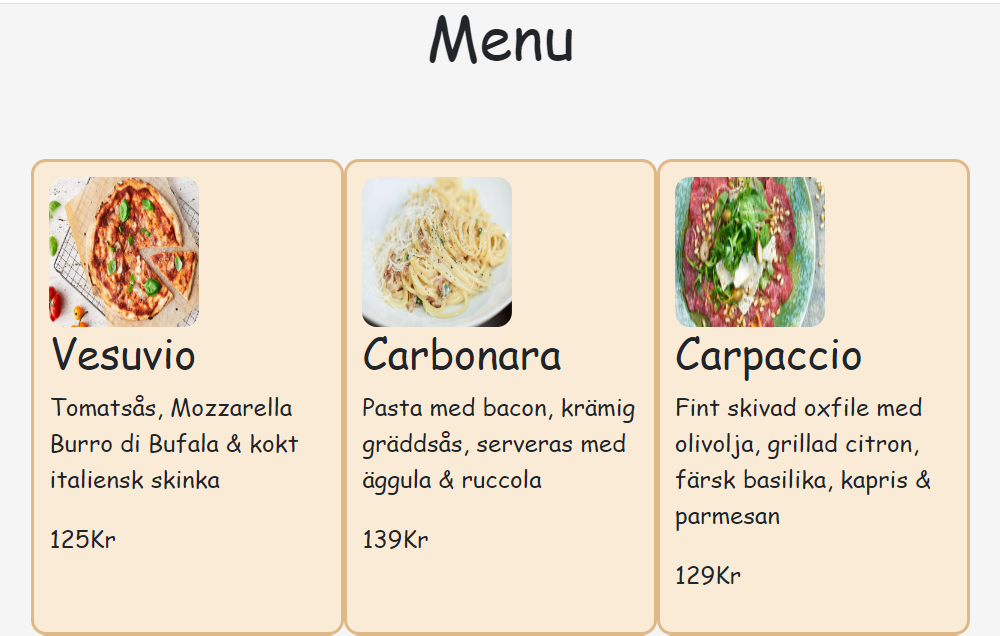 Menu
Vesuvio
Tomatsås, Mozzarella
Burro di Bufala & kokt
italiensk skinka
125Kr
Carbonara
Pasta med bacon, krämig
gräddsås, serveras med
äggula & ruccola
139Kr
Carpaccio
Fint skivad oxfile med
olivolja, grillad citron,
färsk basilika, kapris &
parmesan
129Kr